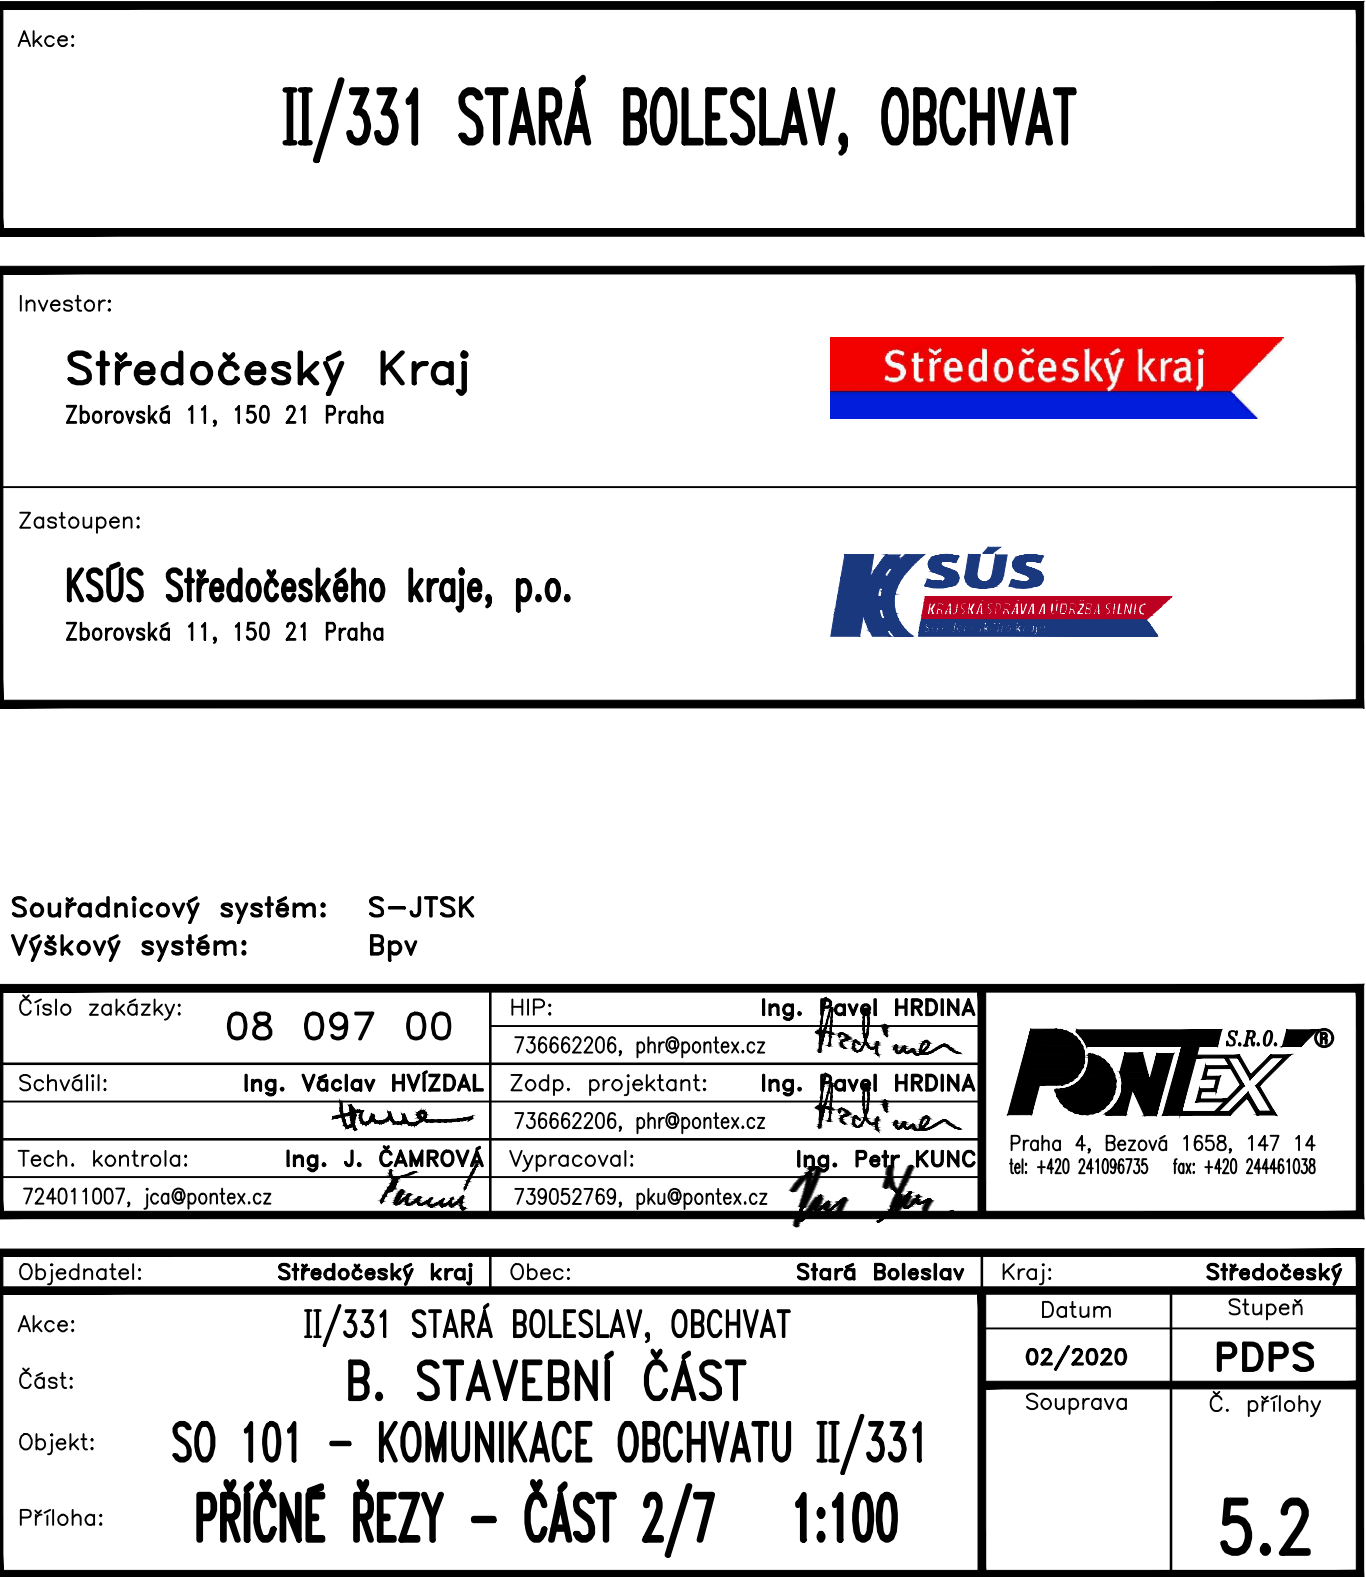 Akce:
II/331 STARÁ BOLESLAV, OBCHVAT
Investor:
Středočeský Kraj
Zborovská 11, 150 21 Praha
Středočeský kraj
Zastoupen:
KSÚS Středočeského kraje, p.o.
Zborovská 11, 150 21 Praha
KSÚS
KRAJSKÁ SPRÁVA A ÚDRŽBA SILNIC
Souřadnicový systém: S-JTSK
Výškový systém: Bpv
Číslo zakázky: 08 097 00
HIP: Ing. Pavel HRDINA
736662206, phr@pontex.cz
Schválil: Ing. Václav HVÍZDAL
Zodp. projektant: Ing. Pavel HRDINA
736662206, phr@pontex.cz
Tech. kontrola: Ing. J. ČAMROVÁ
724011007, jca@pontex.cz
Vypracoval: Ing. Petr KUNC
739052769, pku@pontex.cz
PONTEX S.R.O. ®
Praha 4, Bezová 1658, 147 14
tel: +420 241096735 fax: +420 244461038
Objednatel: Středočeský kraj
Obec: Stará Boleslav
Kraj: Středočeský
Akce: II/331 STARÁ BOLESLAV, OBCHVAT
Část: B. STAVEBNÍ ČÁST
Objekt: SO 101 – KOMUNIKACE OBCHVATU II/331
Příloha: PŘÍČNÉ ŘEZY – ČÁST 2/7 1:100
Datum
Stupeň
02/2020
PDPS
Souprava
Č. přílohy
5.2